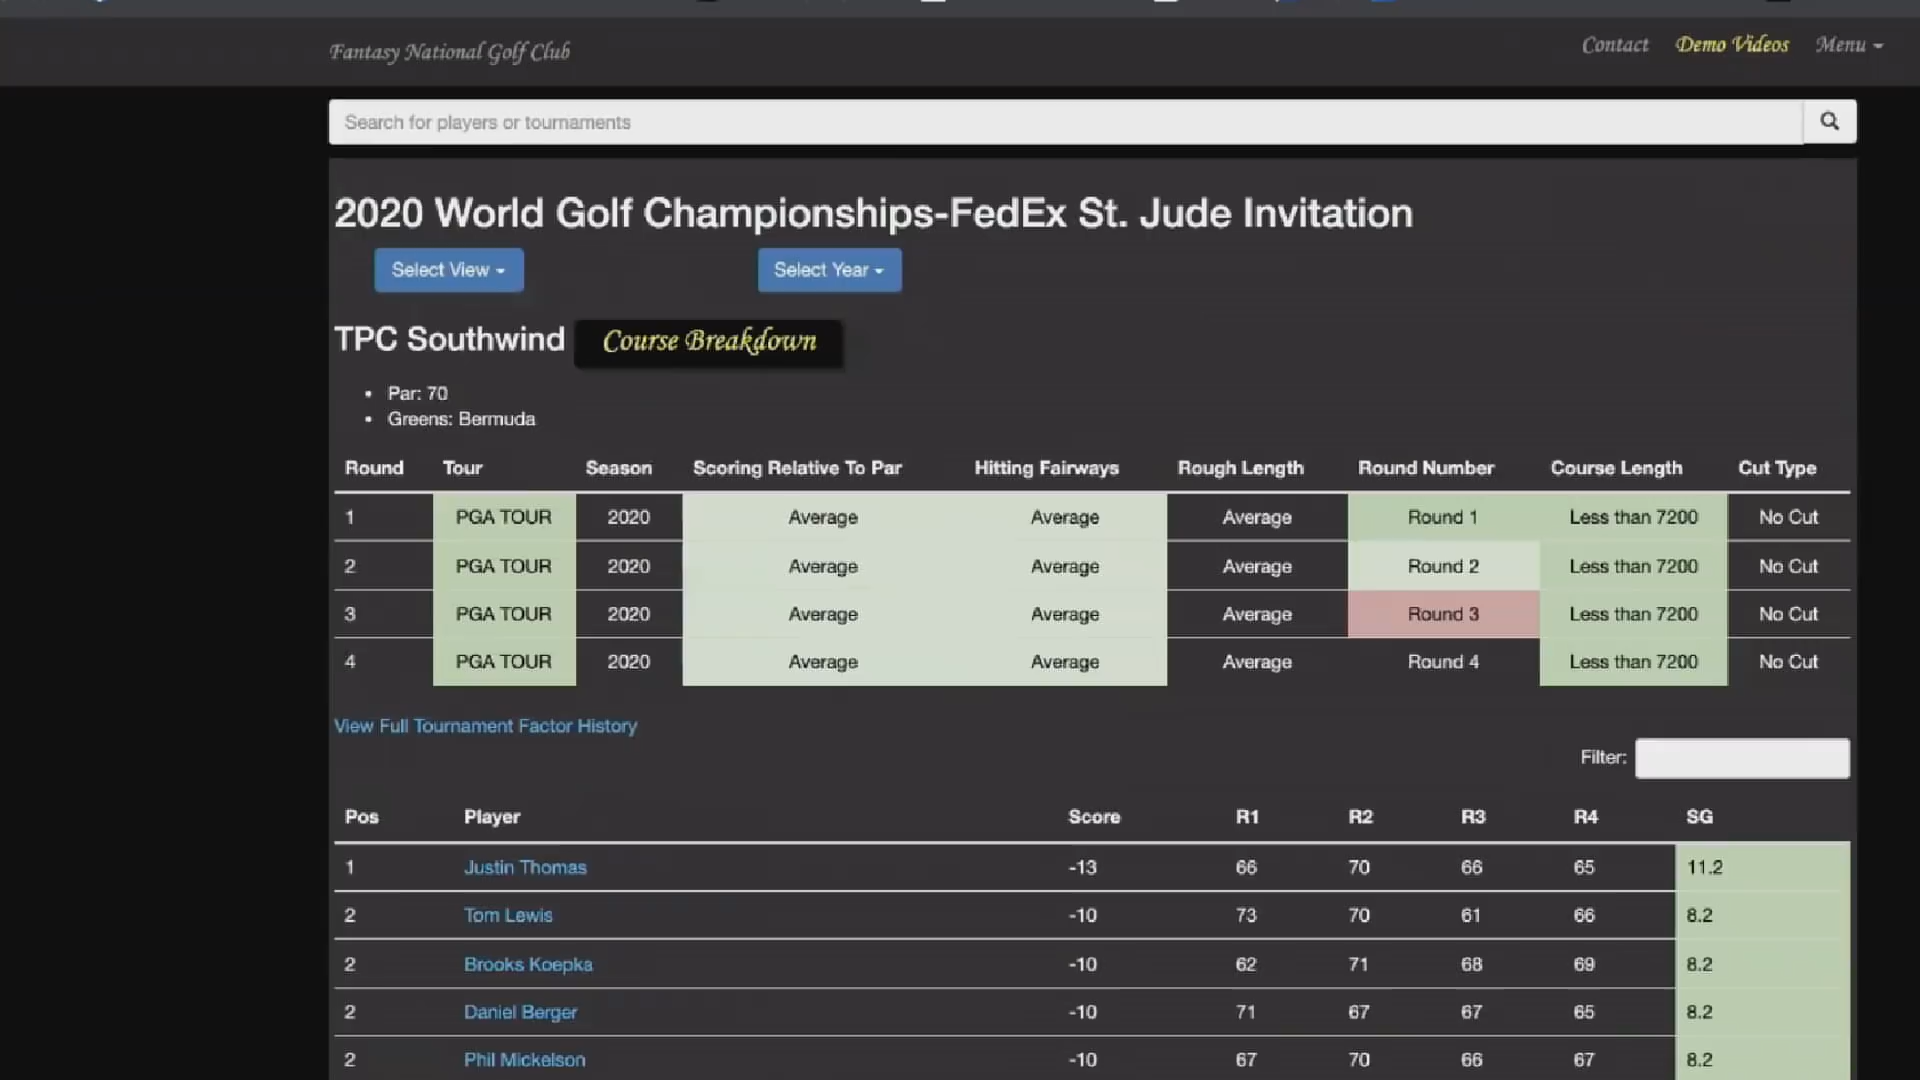 Fantasy National Golf Club
Contact Demo Videos Menu
Search for players or tournaments
2020 World Golf Championships-FedEx St. Jude Invitation
Select View Select Year
TPC Southwind Course Breakdown
• Par: 70
• Greens: Bermuda
Round Tour Season Scoring Relative To Par Hitting Fairways Rough Length Round Number Course Length Cut Type
1 PGA TOUR 2020 Average Average Average Round 1 Less than 7200 No Cut
2 PGA TOUR 2020 Average Average Average Round 2 Less than 7200 No Cut
3 PGA TOUR 2020 Average Average Average Round 3 Less than 7200 No Cut
4 PGA TOUR 2020 Average Average Average Round 4 Less than 7200 No Cut
View Full Tournament Factor History
Filter:
Pos Player Score R1 R2 R3 R4 SG
1 Justin Thomas -13 66 70 66 65 11.2
2 Tom Lewis -10 73 70 61 66 8.2
2 Brooks Koepka -10 62 71 68 69 8.2
2 Daniel Berger -10 71 67 67 65 8.2
2 Phil Mickelson -10 67 70 66 67 8.2